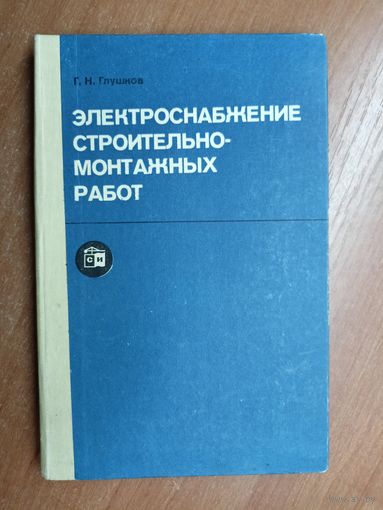 Г. Н. Глушков
ЭЛЕКТРОСНАБЖЕНИЕ
СТРОИТЕЛЬНО-
МОНТАЖНЫХ
РАБОТ
СИ